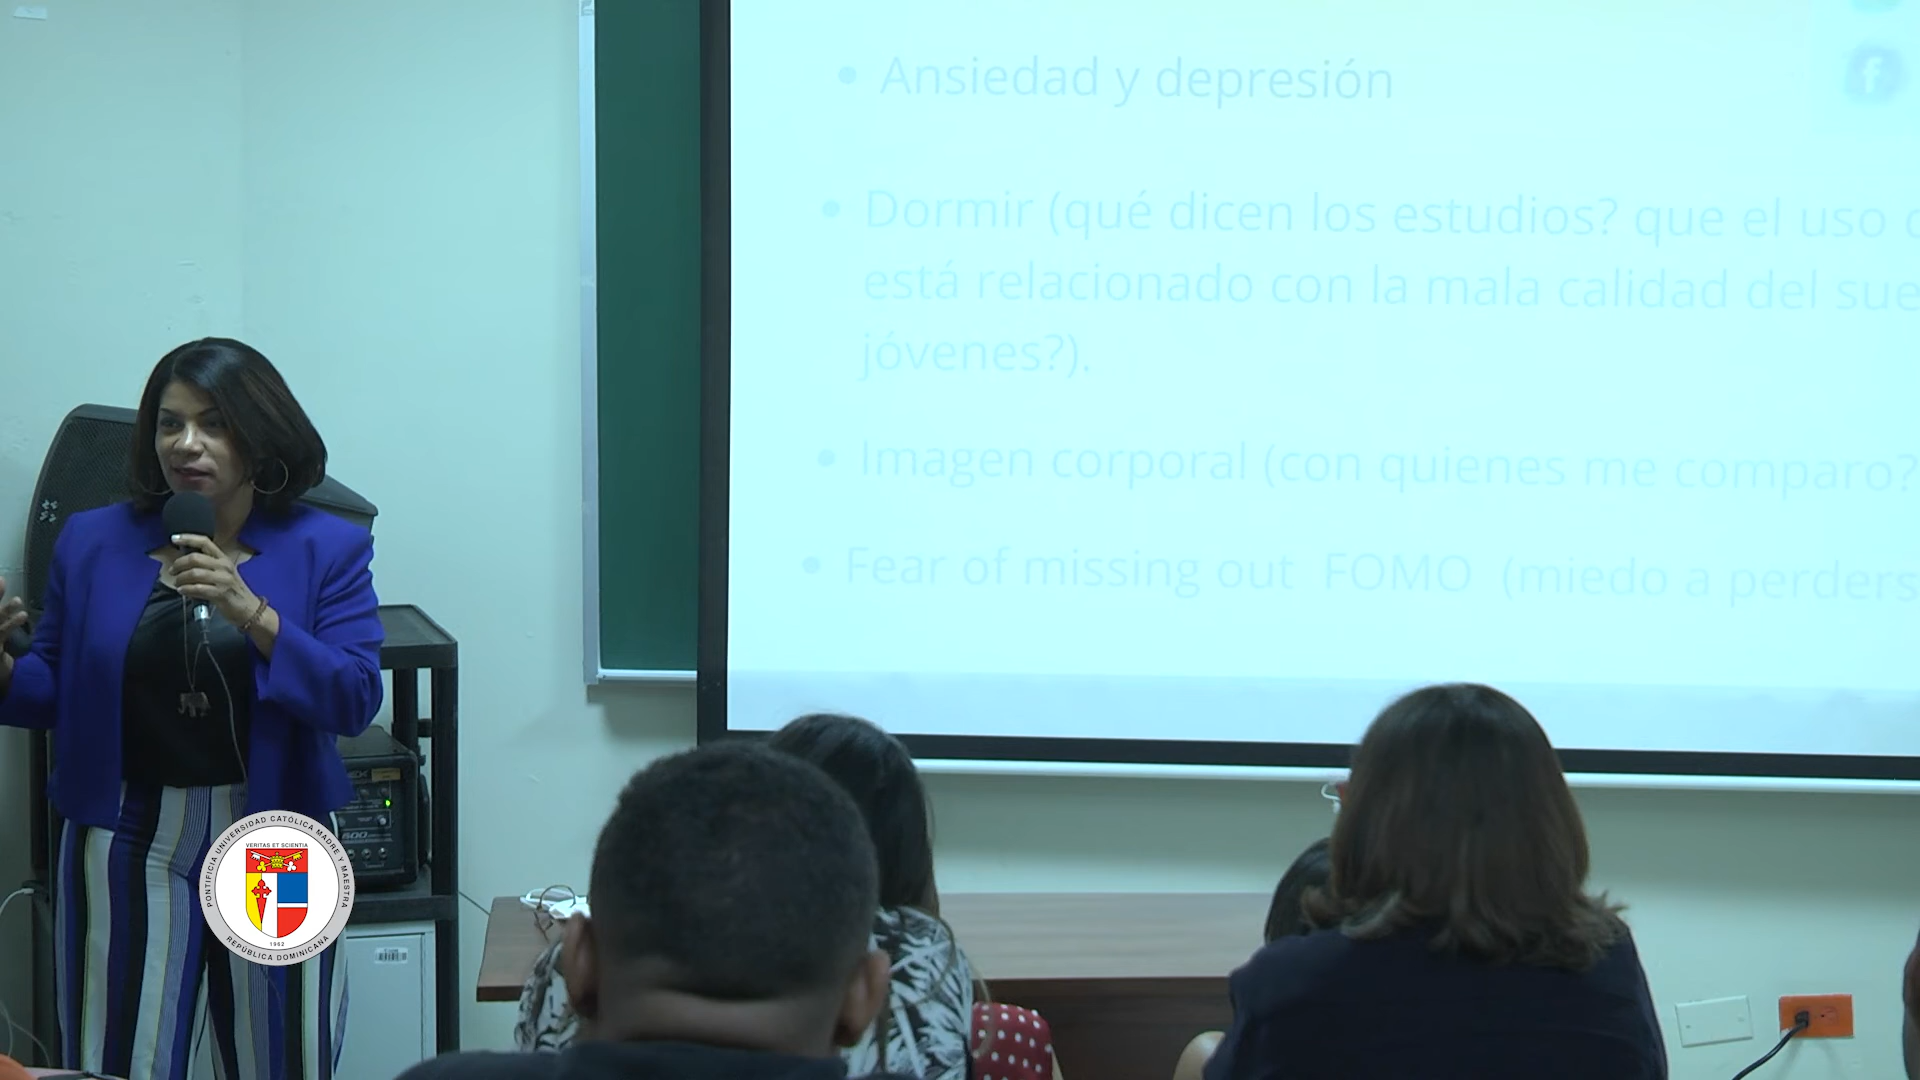 • Ansiedad y depresión
• Dormir (qué dicen los estudios? que el uso
está relacionado con la mala calidad del
jóvenes?).
• Imagen corporal (con quienes me comparo?
• Fear of missing out FOMO (miedo a
f
PONTIFICIA UNIVERSIDAD CATÓLICA MADRE Y MAESTRA
VERITAS ET SCIENTIA
1962
REPÚBLICA DOMINICANA
600